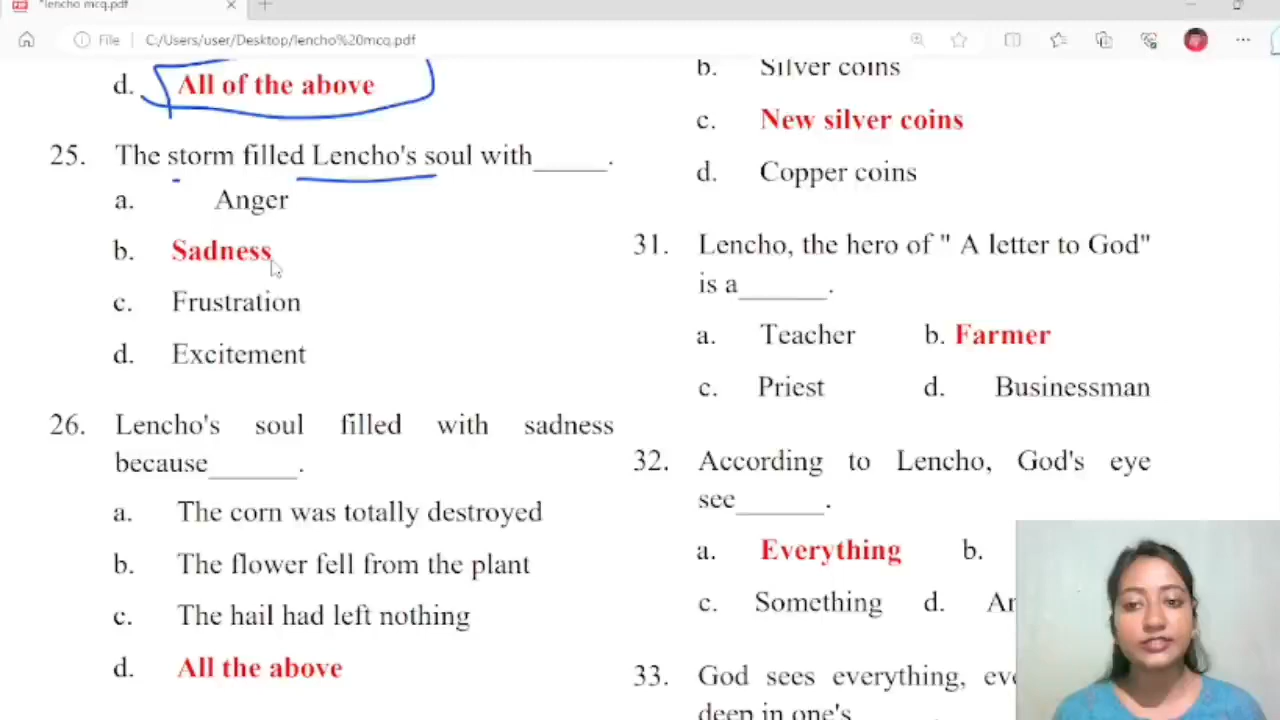 *lencho mcq.pdf
File C:/Users/user/Desktop/lencho%20mcq.pdf
d. All of the above
25. The storm filled Lencho's soul with_____.
a. Anger
b. Sadness
c. Frustration
d. Excitement
26. Lencho's soul filled with sadness
because______.
a. The corn was totally destroyed
b. The flower fell from the plant
c. The hail had left nothing
d. All the above
b. Silver coins
c. New silver coins
d. Copper coins
31. Lencho, the hero of " A letter to God"
is a______.
a. Teacher b. Farmer
c. Priest d. Businessman
32. According to Lencho, God's eye
see______.
a. Everything b.
c. Something d.
33. God sees everything,
deep in one's